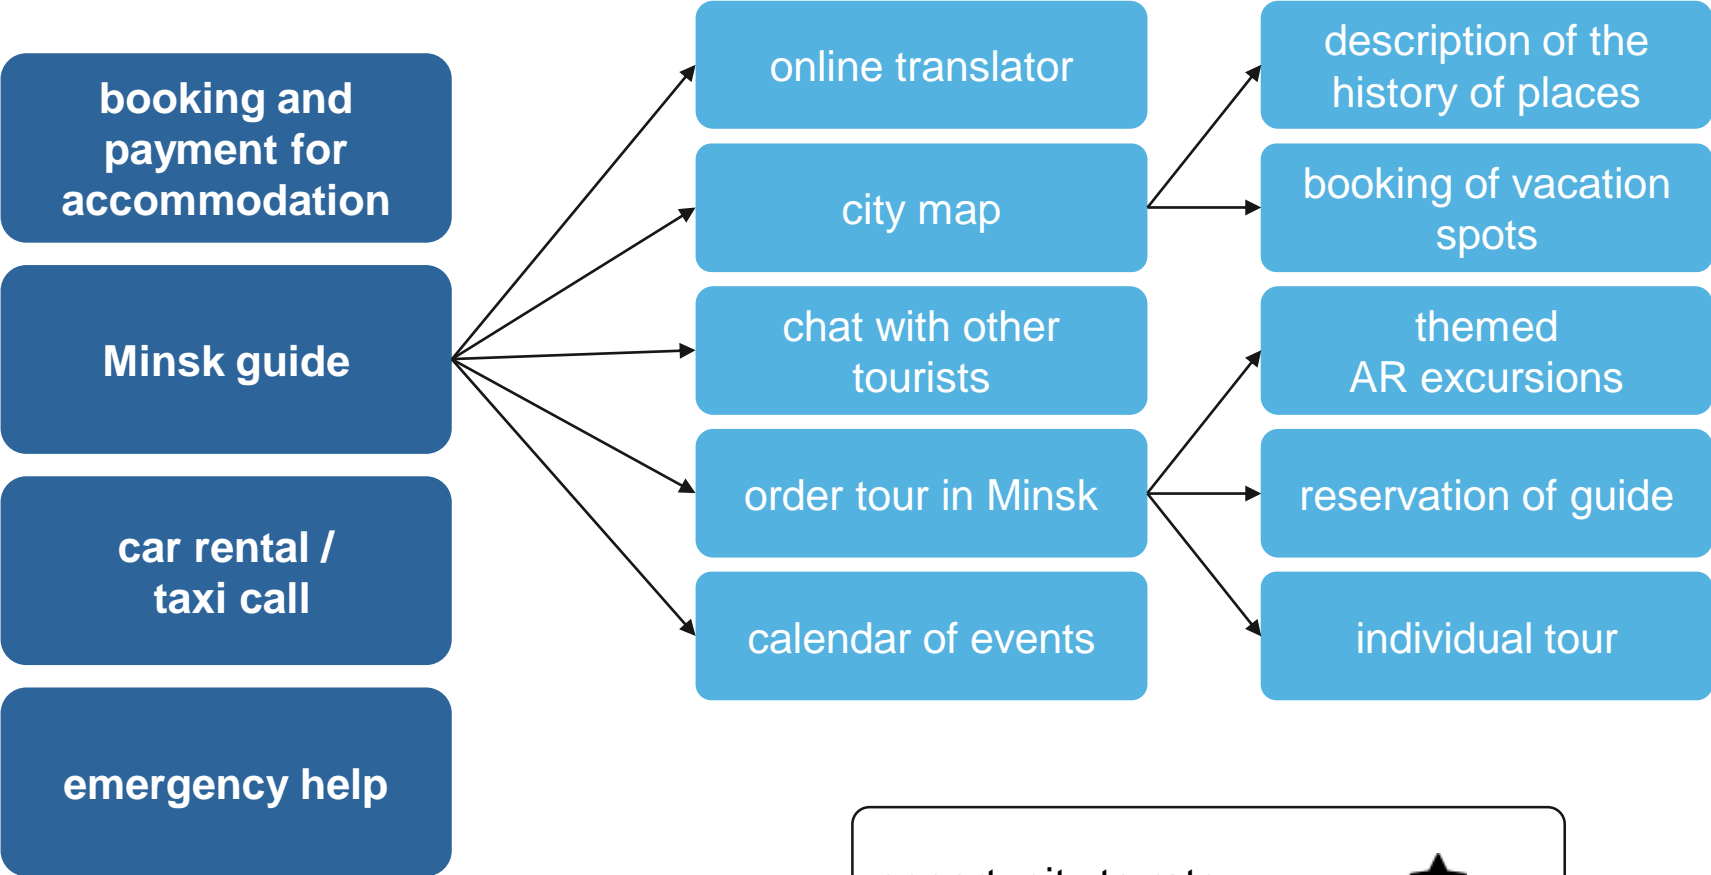 booking and
payment for
accommodation
Minsk guide
car rental /
taxi call
emergency help
online translator
city map
chat with other
tourists
order tour in Minsk
calendar of events
description of the
history of places
booking of vacation
spots
themed
AR excursions
reservation of guide
individual tour